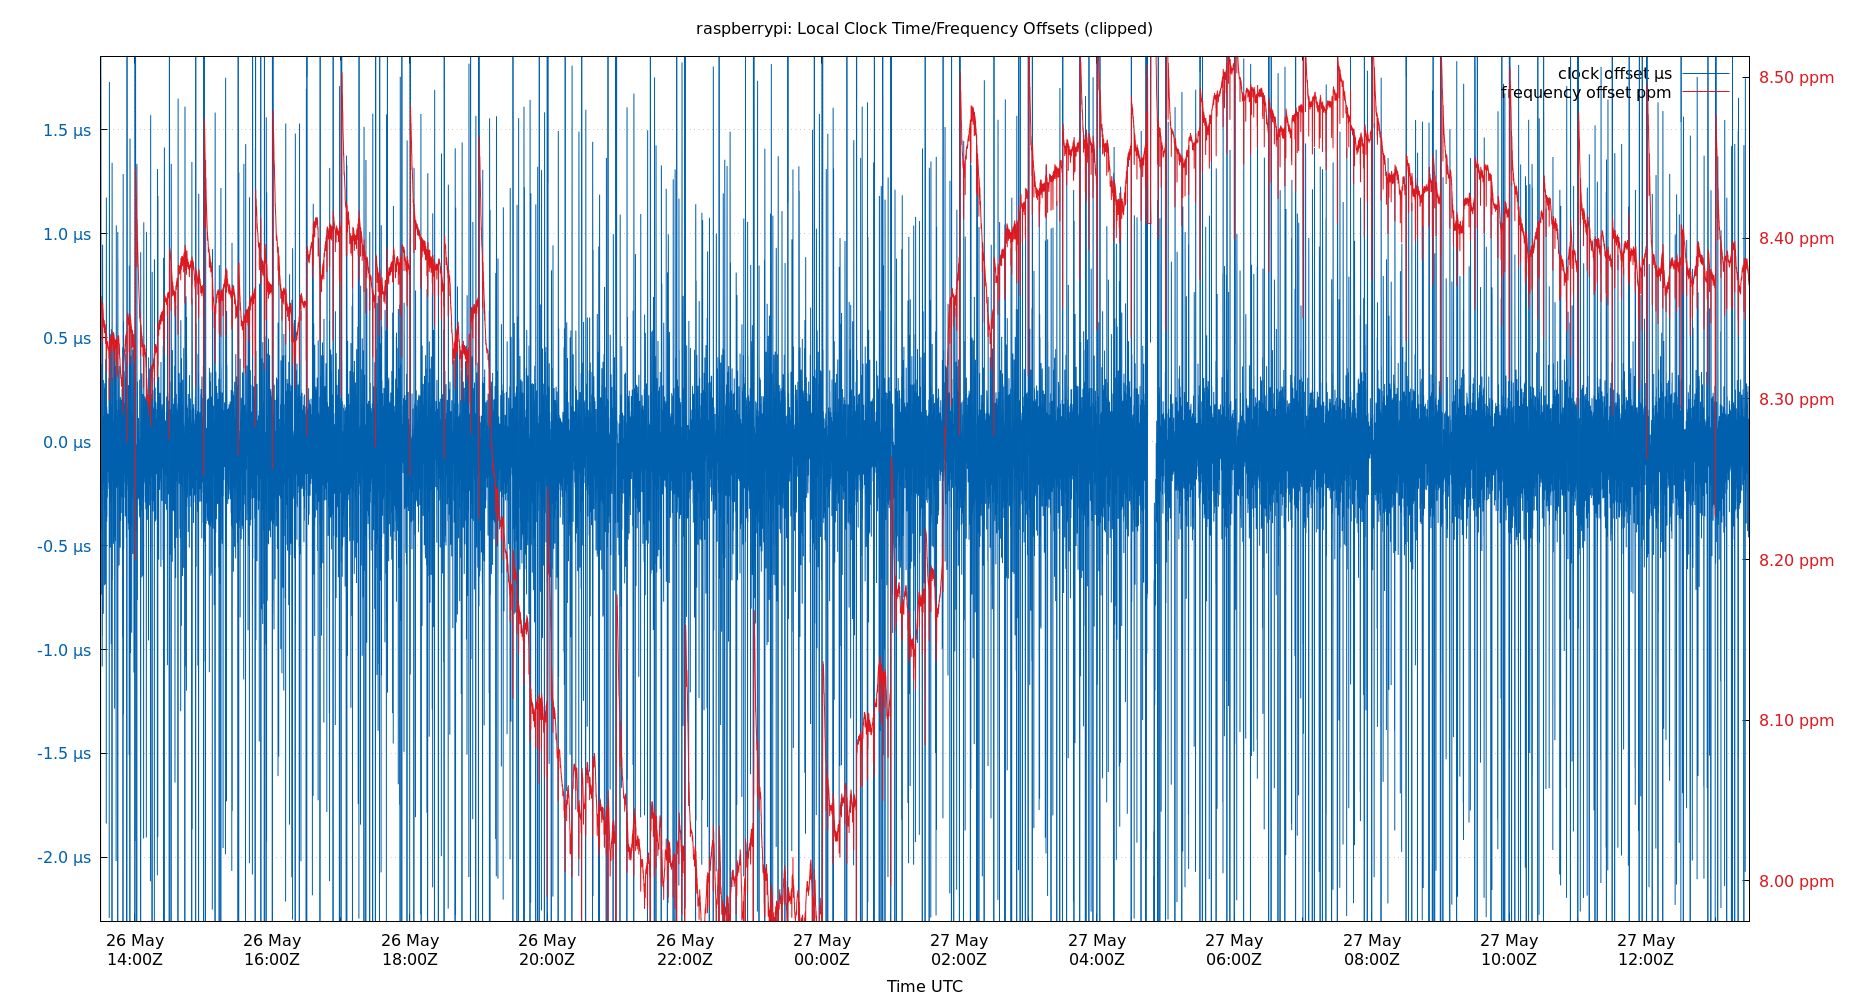 raspberrypi: Local Clock Time/Frequency Offsets (clipped)
clock offset µs
frequency offset ppm
1.5 µs
1.0 µs
0.5 µs
0.0 µs
-0.5 µs
-1.0 µs
-1.5 µs
-2.0 µs
8.50 ppm
8.40 ppm
8.30 ppm
8.20 ppm
8.10 ppm
8.00 ppm
26 May 26 May 26 May 26 May 26 May 27 May 27 May 27 May 27 May 27 May 27 May 27 May
14:00Z 16:00Z 18:00Z 20:00Z 22:00Z 00:00Z 02:00Z 04:00Z 06:00Z 08:00Z 10:00Z 12:00Z
Time UTC